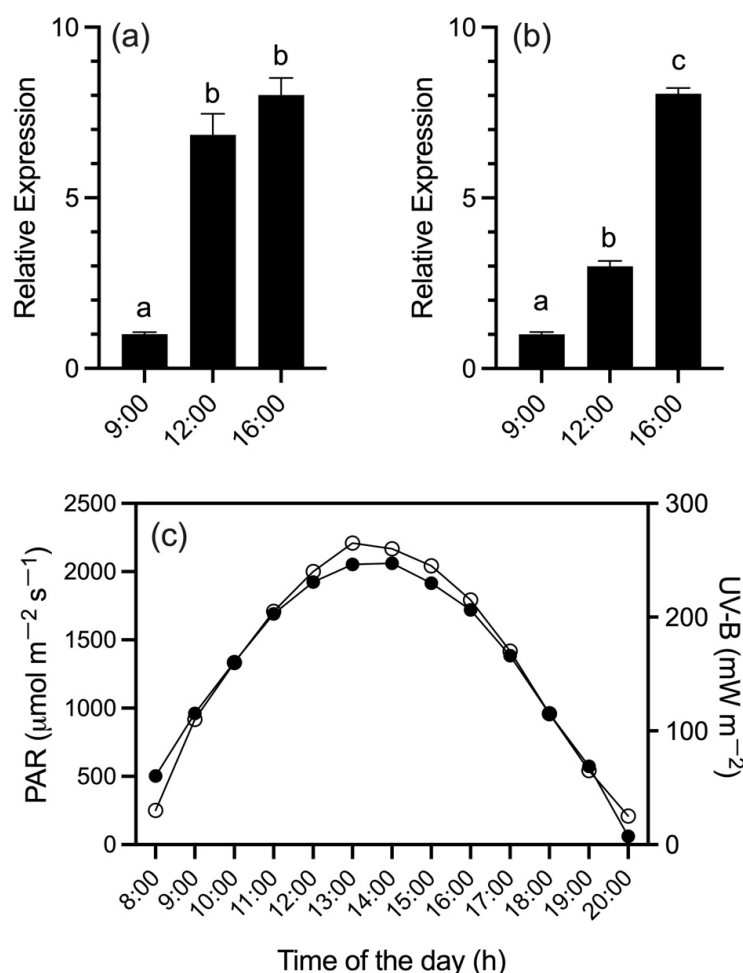 (a)
10
5
0
Relative Expression
a
b
b
9:00
12:00
16:00
(b)
10
5
0
Relative Expression
a
b
c
9:00
12:00
16:00
(c)
2500
2000
1500
1000
500
0
PAR (μmol m−2 s−1)
300
200
100
0
UV-B (mW m−2)
8:00
9:00
10:00
11:00
12:00
13:00
14:00
15:00
16:00
17:00
18:00
19:00
20:00
Time of the day (h)